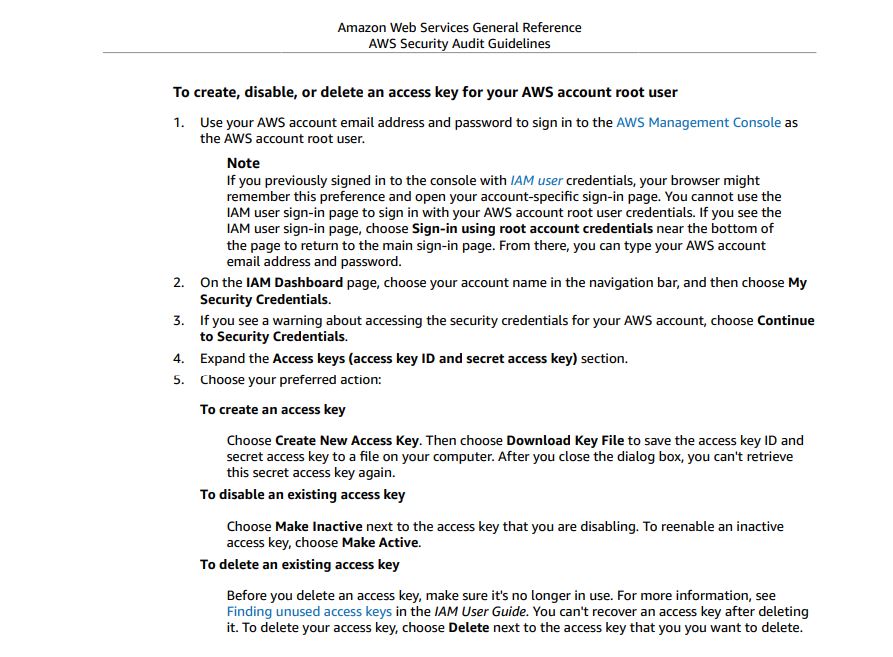 Amazon Web Services General Reference
AWS Security Audit Guidelines
To create, disable, or delete an access key for your AWS account root user
1. Use your AWS account email address and password to sign in to the AWS Management Console as
the AWS account root user.
Note
If you previously signed in to the console with IAM user credentials, your browser might
remember this preference and open your account-specific sign-in page. You cannot use the
IAM user sign-in page to sign in with your AWS account root user credentials. If you see the
IAM user sign-in page, choose Sign-in using root account credentials near the bottom of
the page to return to the main sign-in page. From there, you can type your AWS account
email address and password.
2. On the IAM Dashboard page, choose your account name in the navigation bar, and then choose My
Security Credentials.
3. If you see a warning about accessing the security credentials for your AWS account, choose Continue
to Security Credentials.
4. Expand the Access keys (access key ID and secret access key) section.
5. Choose your preferred action:
To create an access key
Choose Create New Access Key. Then choose Download Key File to save the access key ID and
secret access key to a file on your computer. After you close the dialog box, you can't retrieve
this secret access key again.
To disable an existing access key
Choose Make Inactive next to the access key that you are disabling. To reenable an inactive
access key, choose Make Active.
To delete an existing access key
Before you delete an access key, make sure it's no longer in use. For more information, see
Finding unused access keys in the IAM User Guide. You can't recover an access key after deleting
it. To delete your access key, choose Delete next to the access key that you you want to delete.